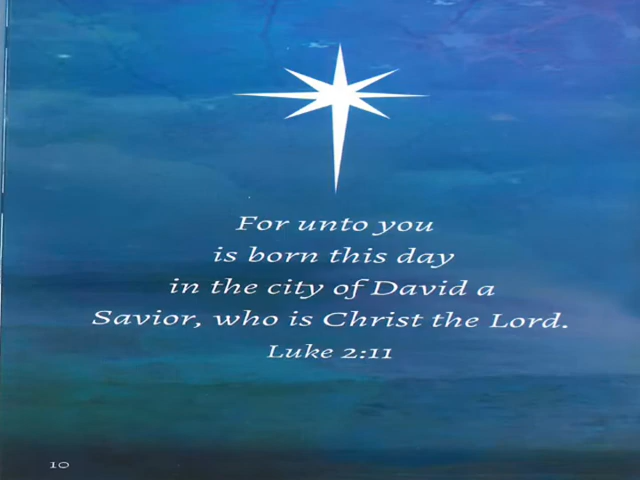 For unto you
is born this day
in the city of David a
Savior, who is Christ the Lord.
Luke 2:11
10